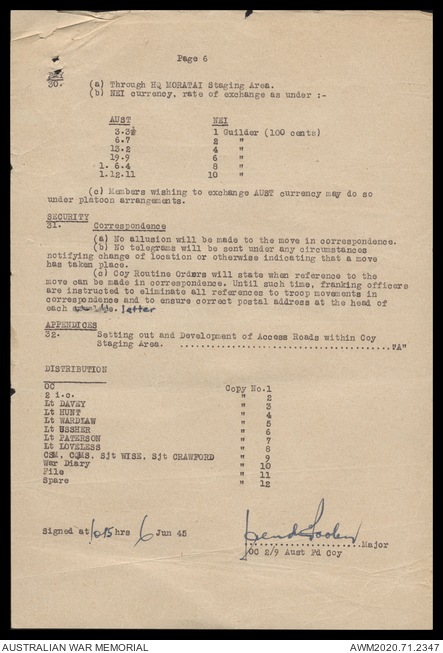 Page 6
30. (a) Through HQ MORATAI Staging Area.
(b) NEI currency, rate of exchange as under :-
AUST NEI
3.3½ 1 Guilder (100 cents)
6.7 2 "
13.2 4 "
19.9 6 "
1. 6.4 8 "
1.12.11 10 "
(c) Members wishing to exchange AUST currency may do so
under platoon arrangements.
SECURITY
31. Correspondence
(a) No allusion will be made to the move in correspondence.
(b) No telegrams will be sent under any circumstances
notifying change of location or otherwise indicating that a move
has taken place.
(c) Coy Routine Orders will state when reference to the
move can be made in correspondence. Until such time, franking officers
are instructed to eliminate all references to troop movements in
correspondence and to ensure correct postal address at the head of
each letter
APPENDICES
32. Setting out and Development of Access Roads within Coy
Staging Area. ........................................"A"
DISTRIBUTION
OC Copy No.1
2 i.c. " 2
Lt DAVEY " 3
Lt HUNT " 4
Lt WARDLAW " 5
Lt USSHER " 6
Lt PATERSON " 7
Lt LOVELESS " 8
CSM, CQMS, Sjt WISE, Sjt CRAWFORD " 9
War Diary " 10
File " 11
Spare " 12
Signed at hrs 6 Jun 45
....................Major
OC 2/9 Aust Fd Coy
AUSTRALIAN WAR MEMORIAL AWM2020.71.2347